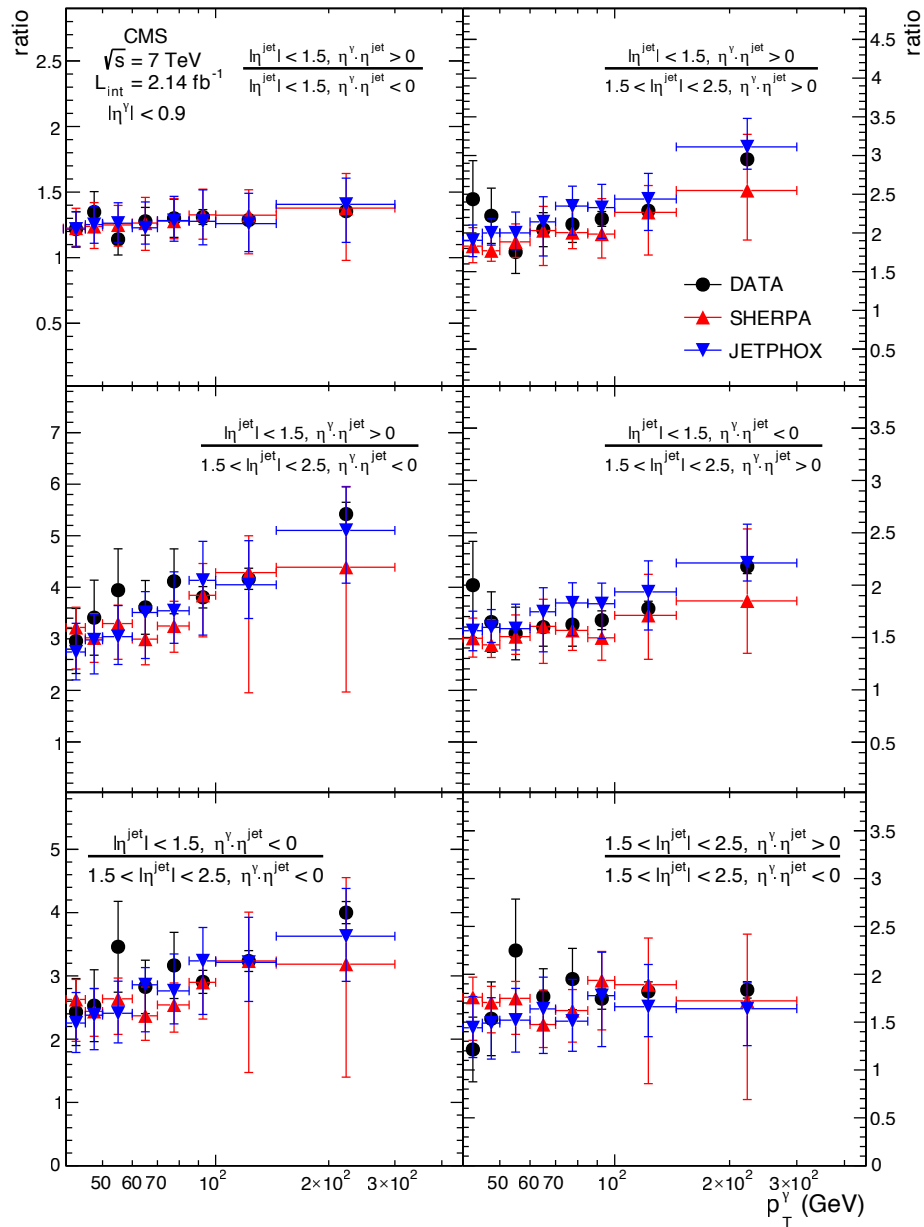 ratio
ratio
CMS
√s = 7 TeV
L_int = 2.14 fb⁻¹
|η^γ| < 0.9
|η^jet| < 1.5, η^γ·η^jet > 0
|η^jet| < 1.5, η^γ·η^jet < 0
2.5
2
1.5
1
0.5
|η^jet| < 1.5, η^γ·η^jet > 0
1.5 < |η^jet| < 2.5, η^γ·η^jet > 0
DATA
SHERPA
JETPHOX
4.5
4
3.5
3
2.5
2
1.5
1
0.5
|η^jet| < 1.5, η^γ·η^jet > 0
1.5 < |η^jet| < 2.5, η^γ·η^jet < 0
7
6
5
4
3
2
1
|η^jet| < 1.5, η^γ·η^jet < 0
1.5 < |η^jet| < 2.5, η^γ·η^jet > 0
3.5
3
2.5
2
1.5
1
0.5
|η^jet| < 1.5, η^γ·η^jet < 0
1.5 < |η^jet| < 2.5, η^γ·η^jet < 0
5
4
3
2
1
0
1.5 < |η^jet| < 2.5, η^γ·η^jet > 0
1.5 < |η^jet| < 2.5, η^γ·η^jet < 0
3.5
3
2.5
2
1.5
1
0.5
0
50 60 70 10² 2×10² 3×10²
50 60 70 10² 2×10² 3×10²
p_T^γ (GeV)